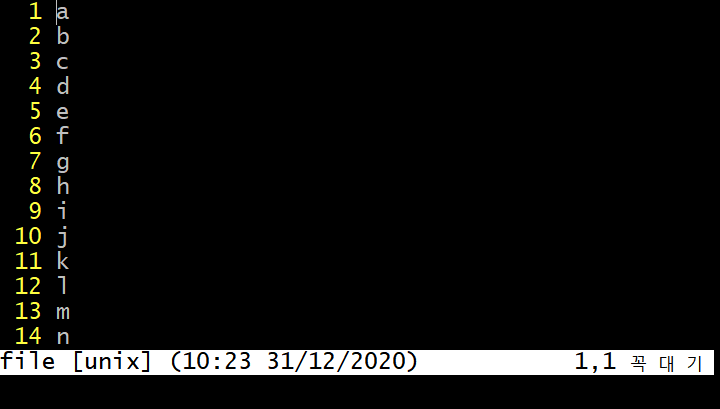 1 a
2 b
3 c
4 d
5 e
6 f
7 g
8 h
9 i
10 j
11 k
12 l
13 m
14 n
file [unix] (10:23 31/12/2020) 1,1 꼭대기